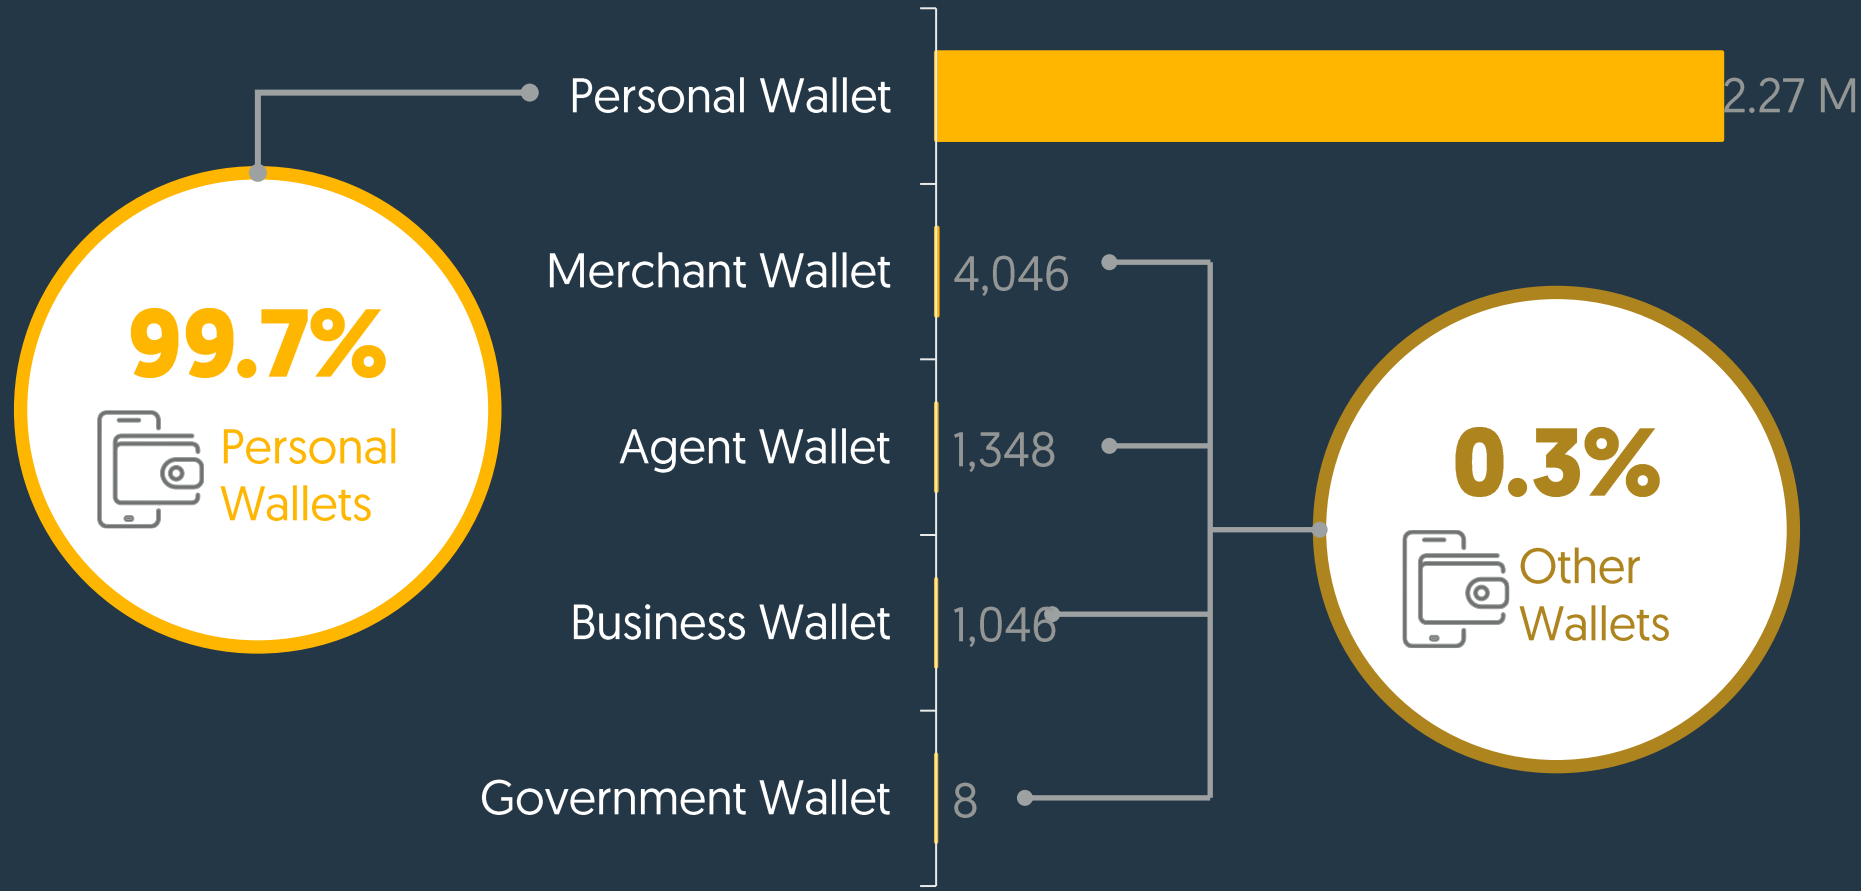 Personal Wallet
2.27 M
99.7%
Personal
Wallets
Merchant Wallet
4,046
Agent Wallet
1,348
Business Wallet
1,046
Government Wallet
8
0.3%
Other
Wallets